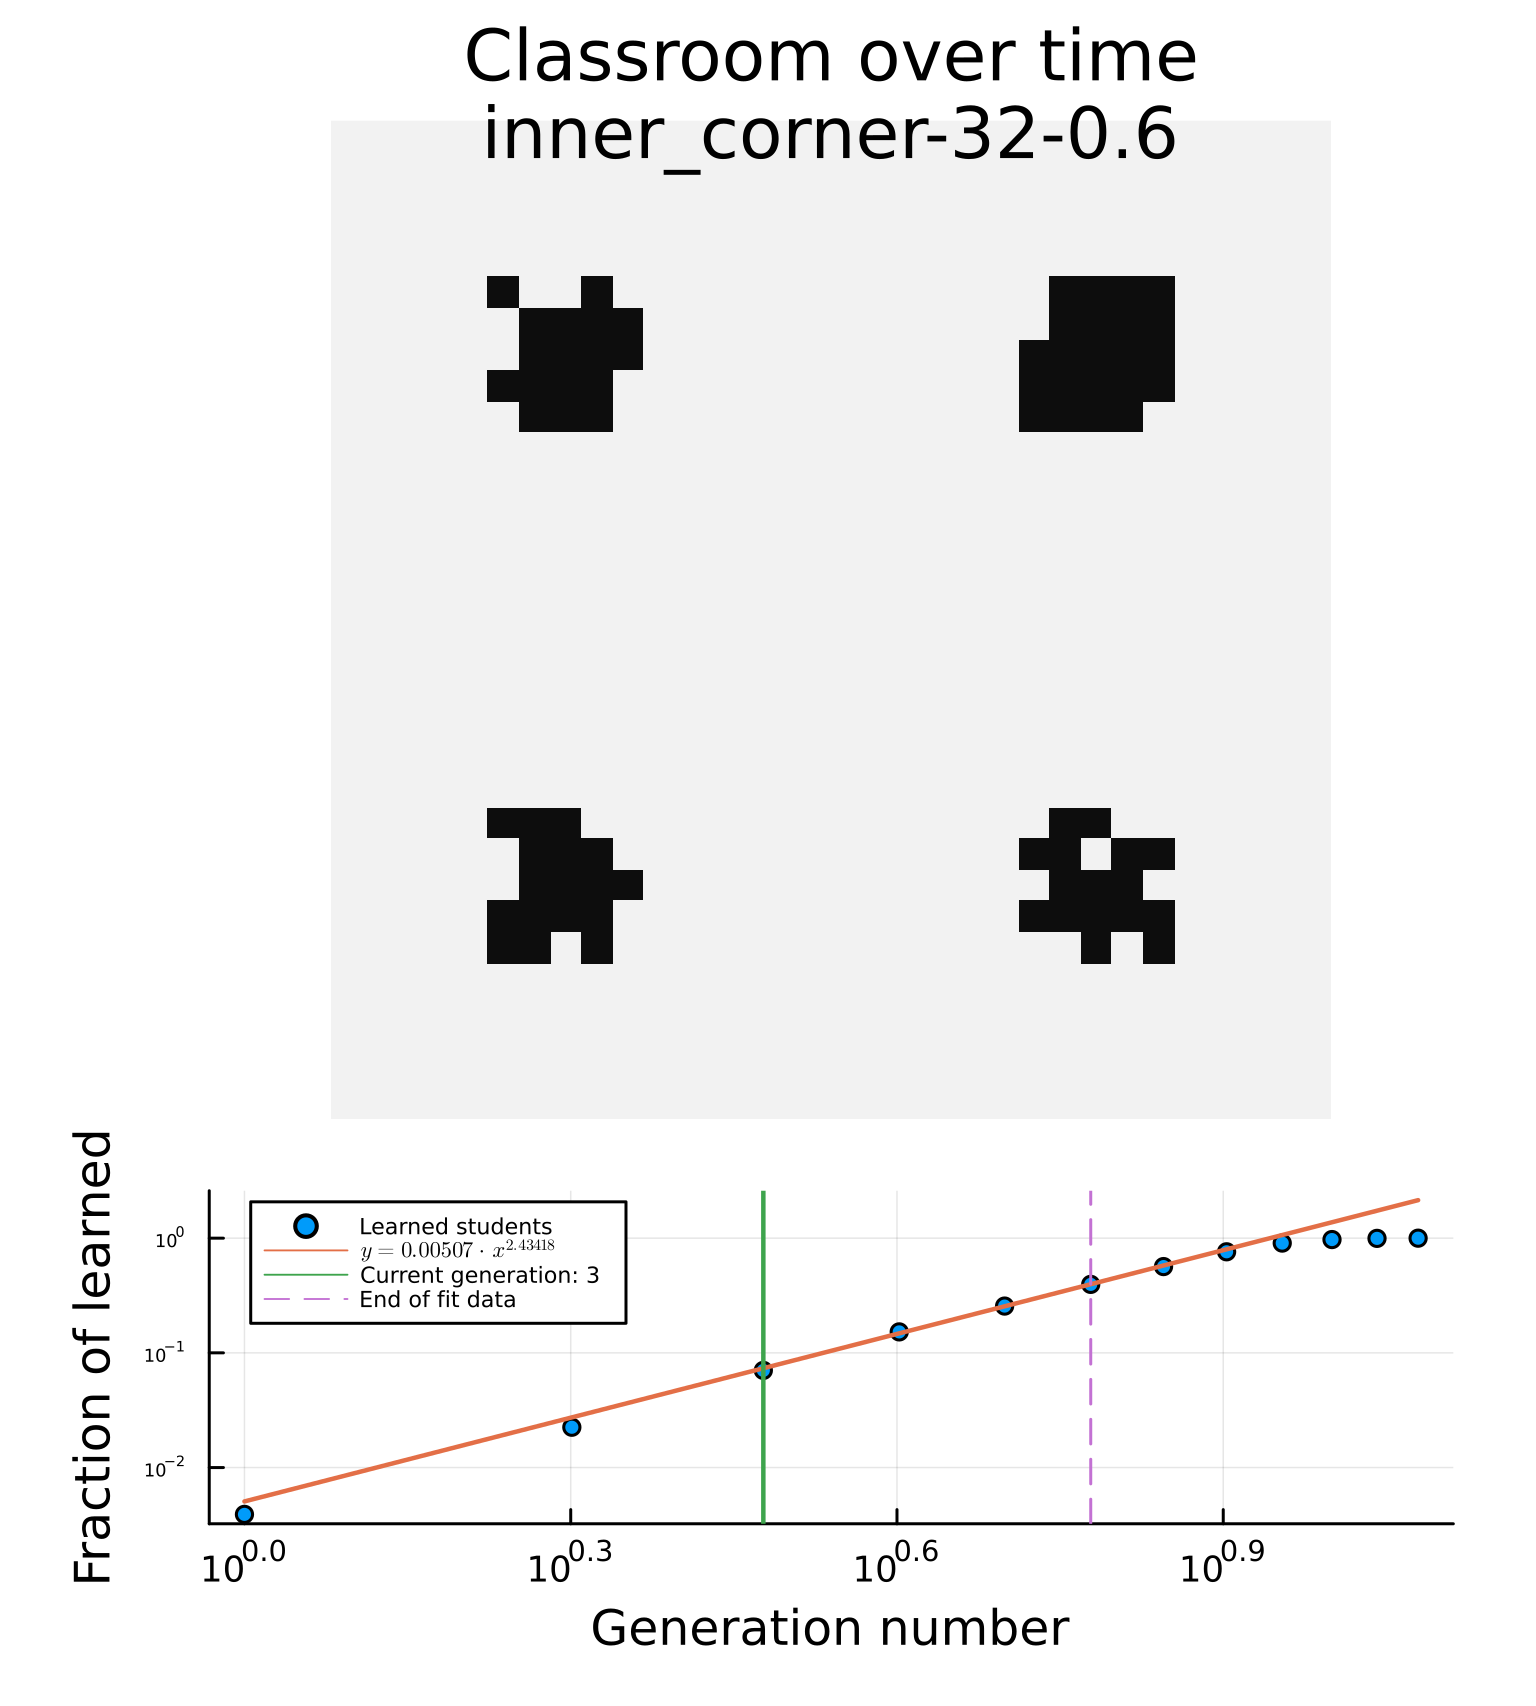 Classroom over time
inner_corner-32-0.6
Fraction of learned
10^0
10^-1
10^-2
Learned students
y = 0.00507 · x^2.43418
Current generation: 3
End of fit data
10^0.0
10^0.3
10^0.6
10^0.9
Generation number